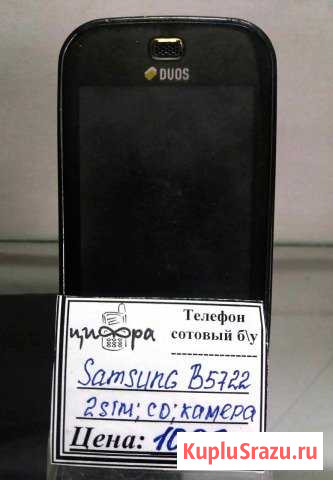 DUOS
цифра
Телефон
сотовый б\у
Samsung B5722
2sim; CD; камера
Цена:
KupluSrazu.ru